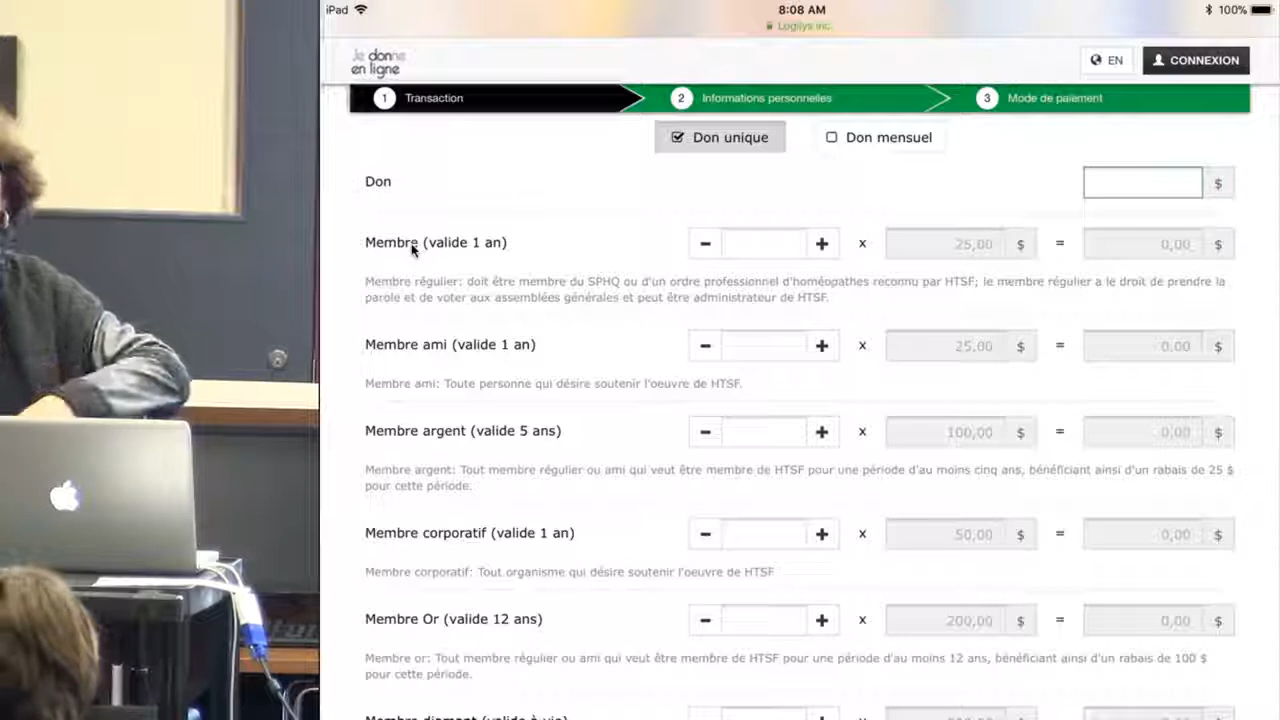 iPad
8:08 AM
100%
Logilys inc.
Je donne
en ligne
EN
CONNEXION
1 Transaction
2 Informations personnelles
3 Mode de paiement
Don unique
Don mensuel
Don
$
Membre (valide 1 an)
− + x 25,00 $ = 0,00 $
Membre régulier: doit être membre du SPHQ ou d'un ordre professionnel d'homéopathes reconnu par HTSF; le membre régulier a le droit de prendre la
parole et de voter aux assemblées générales et peut être administrateur de HTSF.
Membre ami (valide 1 an)
− + x 25,00 $ = 0,00 $
Membre ami: Toute personne qui désire soutenir l'oeuvre de HTSF.
Membre argent (valide 5 ans)
− + x 100,00 $ = 0,00 $
Membre argent: Tout membre régulier ou ami qui veut être membre de HTSF pour une période d'au moins cinq ans, bénéficiant ainsi d'un rabais de 25 $
pour cette période.
Membre corporatif (valide 1 an)
− + x 50,00 $ = 0,00 $
Membre corporatif: Tout organisme qui désire soutenir l'oeuvre de HTSF
Membre Or (valide 12 ans)
− + x 200,00 $ = 0,00 $
Membre or: Tout membre régulier ou ami qui veut être membre de HTSF pour une période d'au moins 12 ans, bénéficiant ainsi d'un rabais de 100 $
pour cette période.
Membre diamant (valide à vie)